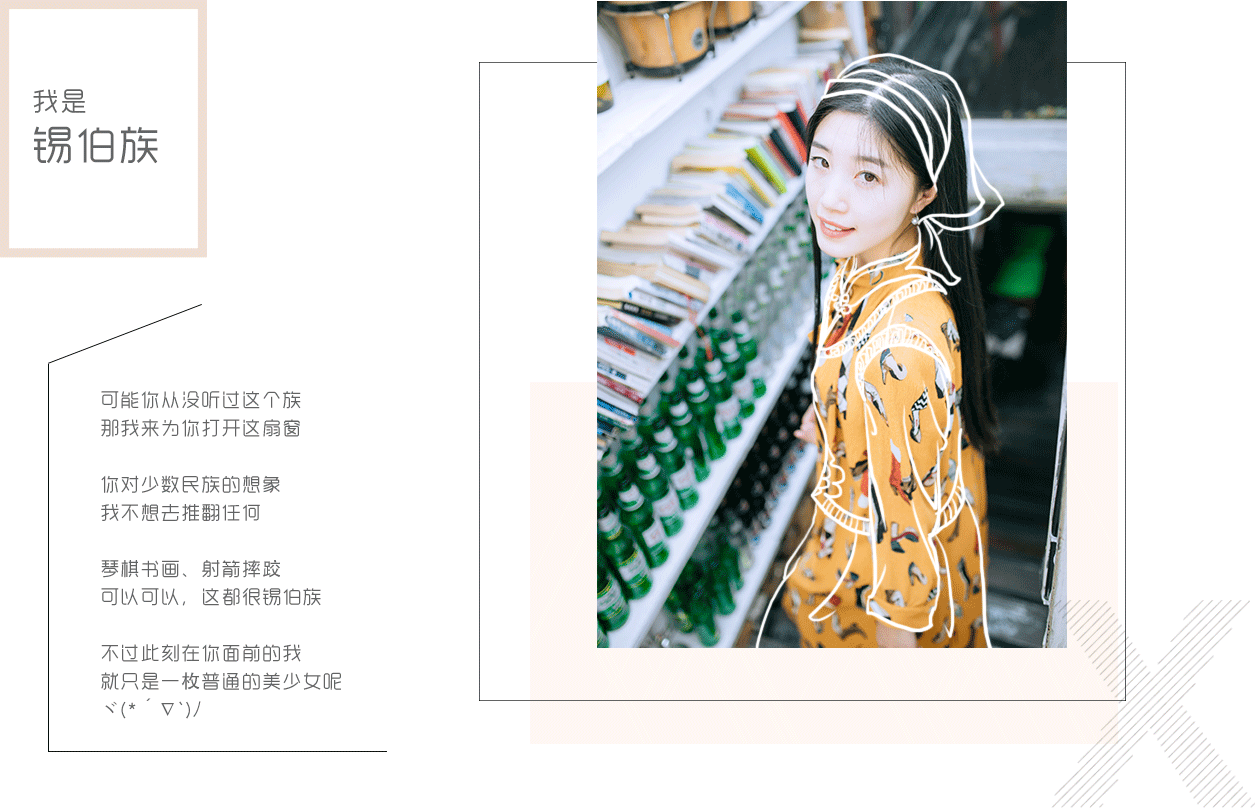 我是
锡伯族
可能你从没听过这个族
那我来为你打开这扇窗
你对少数民族的想象
我不想去推翻任何
琴棋书画、射箭摔跤
可以可以，这都很锡伯族
不过此刻在你面前的我
就只是一枚普通的美少女呢
ヾ(*´∇`)ﾉ
X